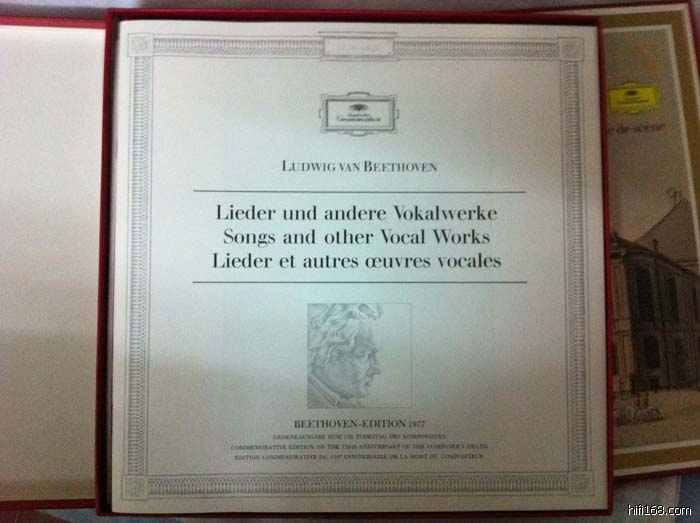 Deutsche
Grammophon
LUDWIG VAN BEETHOVEN
Lieder und andere Vokalwerke
Songs and other Vocal Works
Lieder et autres œuvres vocales
BEETHOVEN-EDITION 1977
GEDENKAUSGABE ZUM 150. TODESTAG DES KOMPONISTEN
COMMEMORATIVE EDITION ON THE 150th ANNIVERSARY OF THE COMPOSER'S DEATH
EDITION COMMEMORATIVE DU 150e ANNIVERSAIRE DE LA MORT DU COMPOSITEUR
de scène
hifi168.com